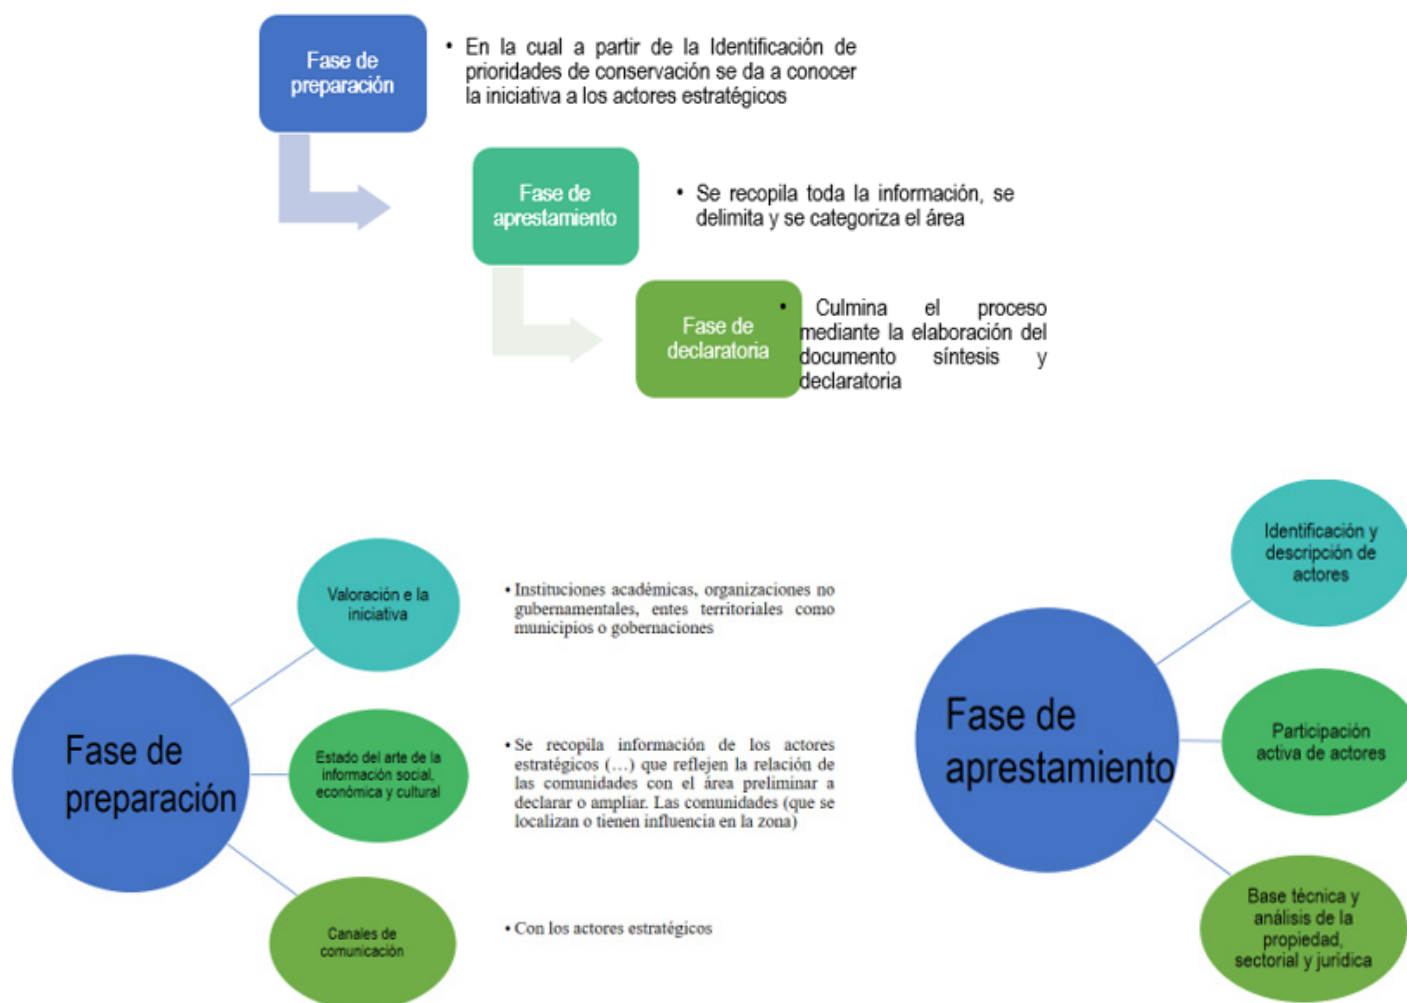 Fase de
preparación
• En la cual a partir de la Identificación de
prioridades de conservación se da a conocer
la iniciativa a los actores estratégicos
Fase de
aprestamiento
• Se recopila toda la información, se
delimita y se categoriza el área
Fase de
declaratoria
• Culmina el proceso
mediante la elaboración del
documento síntesis y
declaratoria
Fase de
preparación
Valoración e la
iniciativa
• Instituciones académicas, organizaciones no
gubernamentales, entes territoriales como
municipios o gobernaciones
Estado del arte de la
información social,
económica y cultural
• Se recopila información de los actores
estratégicos (…) que reflejen la relación de
las comunidades con el área preliminar a
declarar o ampliar. Las comunidades (que se
localizan o tienen influencia en la zona)
Canales de
comunicación
• Con los actores estratégicos
Fase de
aprestamiento
Identificación y
descripción de
actores
Participación
activa de actores
Base técnica y
análisis de la
propiedad,
sectorial y jurídica